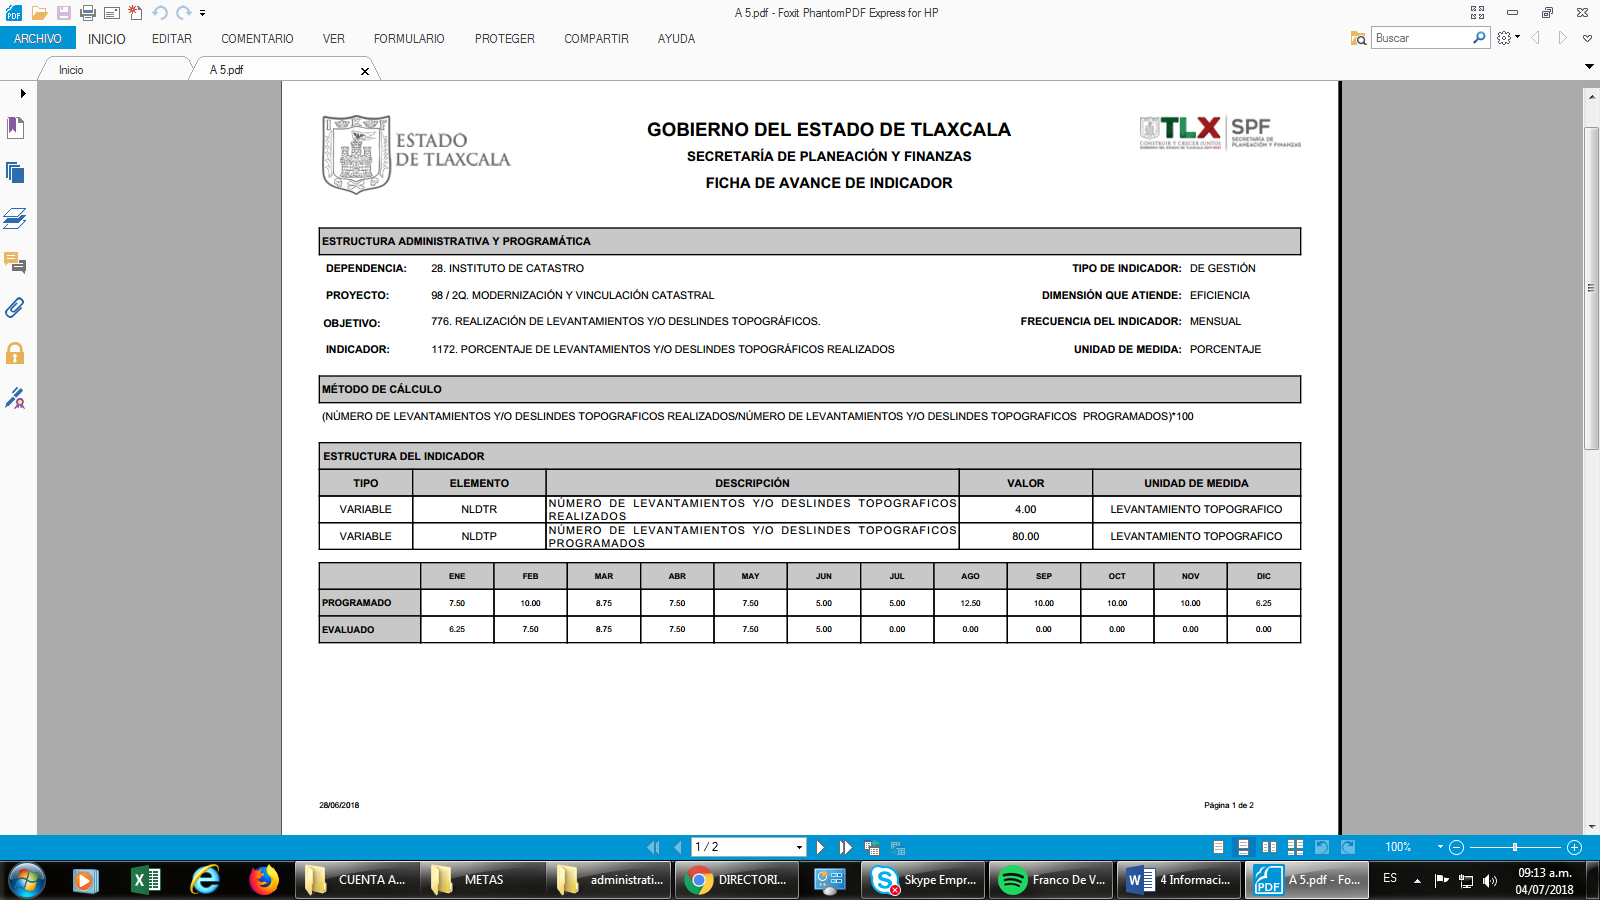 A 5.pdf - Foxit PhantomPDF Express for HP
ARCHIVO INICIO EDITAR COMENTARIO VER FORMULARIO PROTEGER COMPARTIR AYUDA Buscar
Inicio A 5.pdf
ESTADO
DE TLAXCALA
GOBIERNO DEL ESTADO DE TLAXCALA
SECRETARÍA DE PLANEACIÓN Y FINANZAS
FICHA DE AVANCE DE INDICADOR
TLX SPF
SECRETARÍA DE
PLANEACIÓN Y FINANZAS
CONSTRUIR Y CRECER JUNTOS
ESTRUCTURA ADMINISTRATIVA Y PROGRAMÁTICA
DEPENDENCIA: 28. INSTITUTO DE CATASTRO TIPO DE INDICADOR: DE GESTIÓN
PROYECTO: 98 / 2Q. MODERNIZACIÓN Y VINCULACIÓN CATASTRAL DIMENSIÓN QUE ATIENDE: EFICIENCIA
OBJETIVO: 776. REALIZACIÓN DE LEVANTAMIENTOS Y/O DESLINDES TOPOGRÁFICOS. FRECUENCIA DEL INDICADOR: MENSUAL
INDICADOR: 1172. PORCENTAJE DE LEVANTAMIENTOS Y/O DESLINDES TOPOGRÁFICOS REALIZADOS UNIDAD DE MEDIDA: PORCENTAJE
MÉTODO DE CÁLCULO
(NÚMERO DE LEVANTAMIENTOS Y/O DESLINDES TOPOGRAFICOS REALIZADOS/NÚMERO DE LEVANTAMIENTOS Y/O DESLINDES TOPOGRAFICOS PROGRAMADOS)*100
ESTRUCTURA DEL INDICADOR
TIPO ELEMENTO DESCRIPCIÓN VALOR UNIDAD DE MEDIDA
VARIABLE NLDTR NÚMERO DE LEVANTAMIENTOS Y/O DESLINDES TOPOGRAFICOS REALIZADOS 4.00 LEVANTAMIENTO TOPOGRAFICO
VARIABLE NLDTP NÚMERO DE LEVANTAMIENTOS Y/O DESLINDES TOPOGRAFICOS PROGRAMADOS 80.00 LEVANTAMIENTO TOPOGRAFICO
ENE FEB MAR ABR MAY JUN JUL AGO SEP OCT NOV DIC
PROGRAMADO 7.50 10.00 8.75 7.50 7.50 5.00 5.00 12.50 10.00 10.00 10.00 6.25
EVALUADO 6.25 7.50 8.75 7.50 7.50 5.00 0.00 0.00 0.00 0.00 0.00 0.00
28/06/2018 Página 1 de 2
1 / 2 100%
CUENTA A... METAS administrati... DIRECTORI... Skype Empr... Franco De V... 4 Informaci... A 5.pdf - Fo... ES 09:13 a.m.
04/07/2018